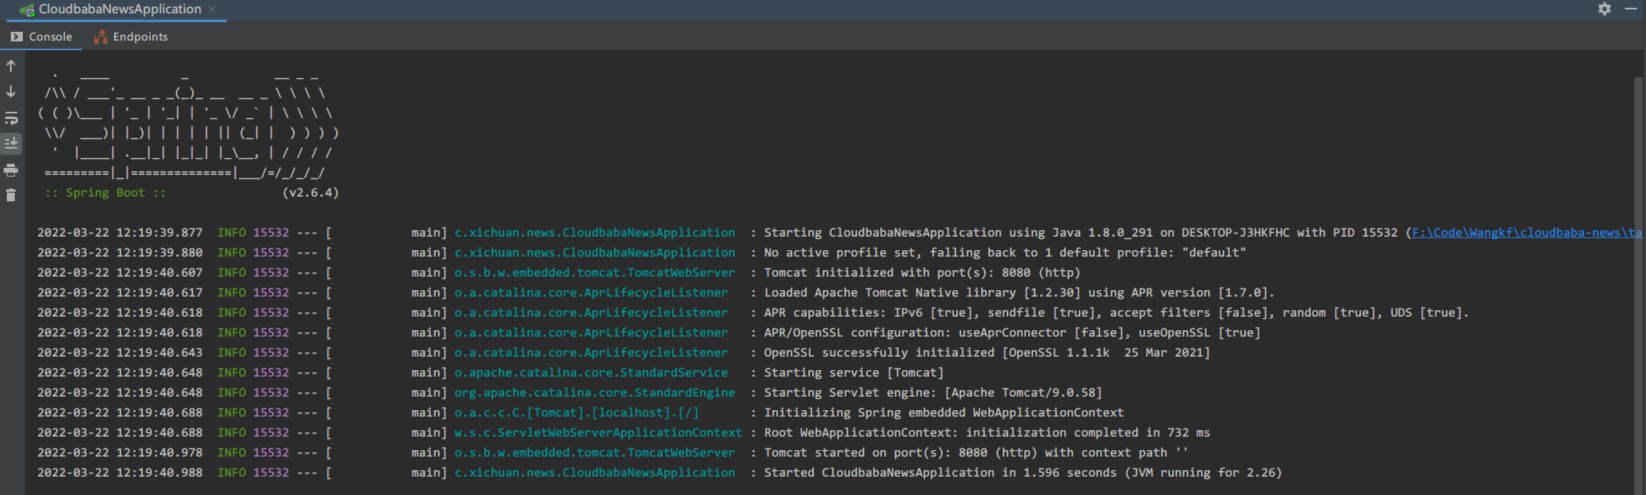 CloudbabaNewsApplication
Console Endpoints
  .   ____          _            __ _ _
 /\\ / ___'_ __ _ _(_)_ __  __ _ \ \ \ \
( ( )\___ | '_ | '_| | '_ \/ _` | \ \ \ \
 \\/  ___)| |_)| | | | | || (_| |  ) ) ) )
  '  |____| .__|_| |_|_| |_\__, | / / / /
 =========|_|==============|___/=/_/_/_/
 :: Spring Boot ::                (v2.6.4)
2022-03-22 12:19:39.877  INFO 15532 --- [           main] c.xichuan.news.CloudbabaNewsApplication  : Starting CloudbabaNewsApplication using Java 1.8.0_291 on DESKTOP-J3HKFHC with PID 15532 (F:\Code\Wangkf\cloudbaba-news\ta
2022-03-22 12:19:39.880  INFO 15532 --- [           main] c.xichuan.news.CloudbabaNewsApplication  : No active profile set, falling back to 1 default profile: "default"
2022-03-22 12:19:40.607  INFO 15532 --- [           main] o.s.b.w.embedded.tomcat.TomcatWebServer  : Tomcat initialized with port(s): 8080 (http)
2022-03-22 12:19:40.617  INFO 15532 --- [           main] o.a.catalina.core.AprLifecycleListener   : Loaded Apache Tomcat Native library [1.2.30] using APR version [1.7.0].
2022-03-22 12:19:40.618  INFO 15532 --- [           main] o.a.catalina.core.AprLifecycleListener   : APR capabilities: IPv6 [true], sendfile [true], accept filters [false], random [true], UDS [true].
2022-03-22 12:19:40.618  INFO 15532 --- [           main] o.a.catalina.core.AprLifecycleListener   : APR/OpenSSL configuration: useAprConnector [false], useOpenSSL [true]
2022-03-22 12:19:40.643  INFO 15532 --- [           main] o.a.catalina.core.AprLifecycleListener   : OpenSSL successfully initialized [OpenSSL 1.1.1k  25 Mar 2021]
2022-03-22 12:19:40.648  INFO 15532 --- [           main] o.apache.catalina.core.StandardService   : Starting service [Tomcat]
2022-03-22 12:19:40.648  INFO 15532 --- [           main] org.apache.catalina.core.StandardEngine  : Starting Servlet engine: [Apache Tomcat/9.0.58]
2022-03-22 12:19:40.688  INFO 15532 --- [           main] o.a.c.c.C.[Tomcat].[localhost].[/]       : Initializing Spring embedded WebApplicationContext
2022-03-22 12:19:40.688  INFO 15532 --- [           main] w.s.c.ServletWebServerApplicationContext : Root WebApplicationContext: initialization completed in 732 ms
2022-03-22 12:19:40.978  INFO 15532 --- [           main] o.s.b.w.embedded.tomcat.TomcatWebServer  : Tomcat started on port(s): 8080 (http) with context path ''
2022-03-22 12:19:40.988  INFO 15532 --- [           main] c.xichuan.news.CloudbabaNewsApplication  : Started CloudbabaNewsApplication in 1.596 seconds (JVM running for 2.26)